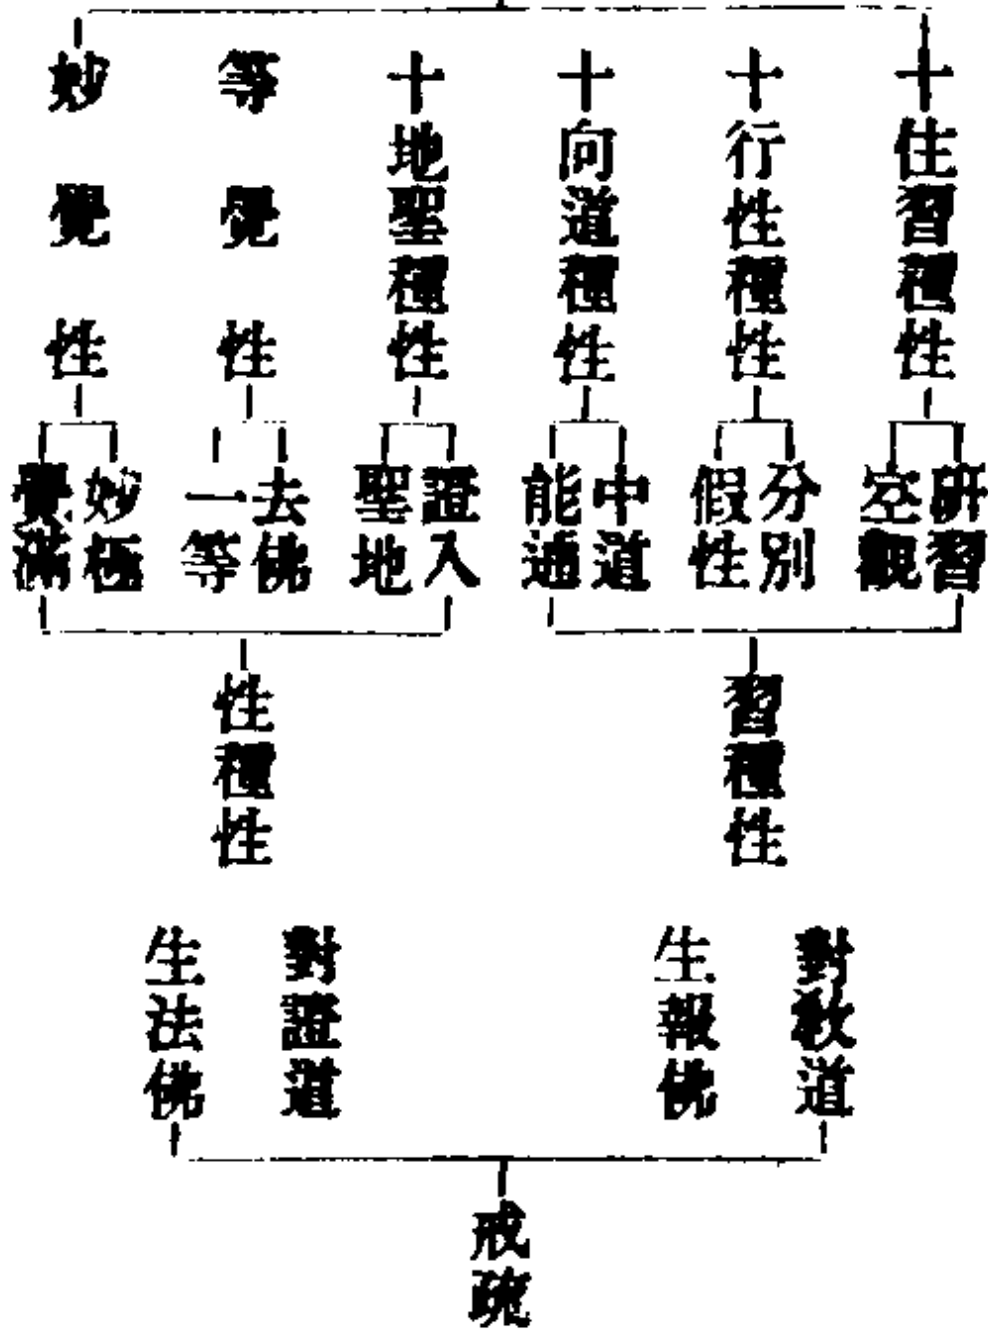 十住習種性
十行性種性
十向道種性
十地聖種性
等覺性
妙覺性
研習
空觀
分別
假性
中道
能通
證入
聖地
去佛
一等
妙極
覺滿
習種性
性種性
對教道
生報佛
對證道
生法佛
戒疏